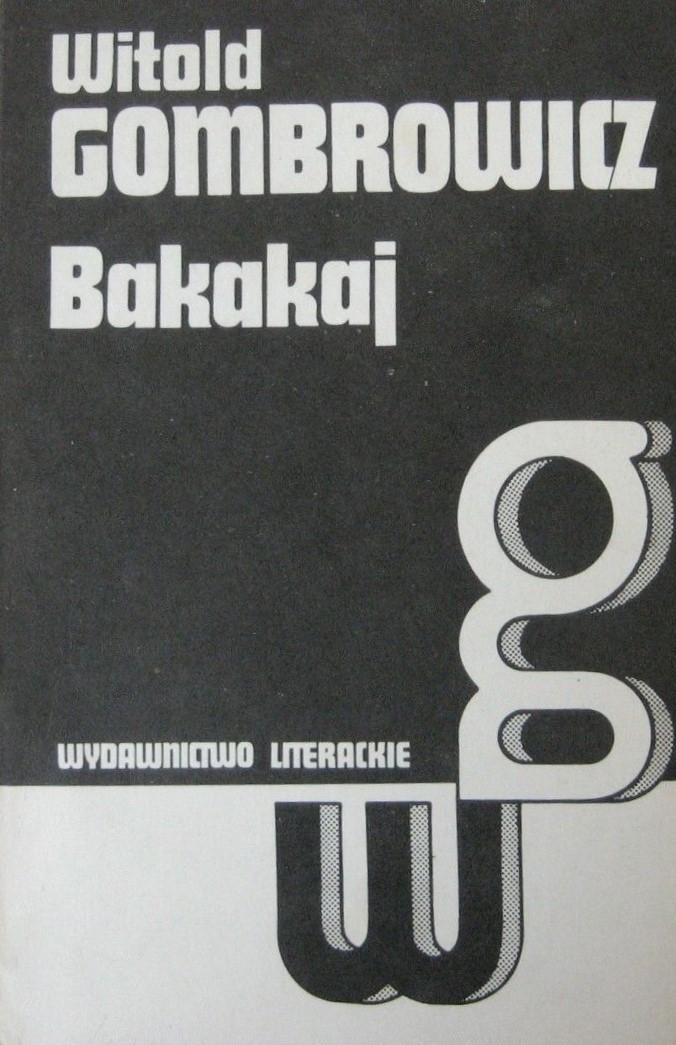 Witold
GOMBROWICZ
Bakakaj
g
WYDAWNICTWO LITERACKIE
w